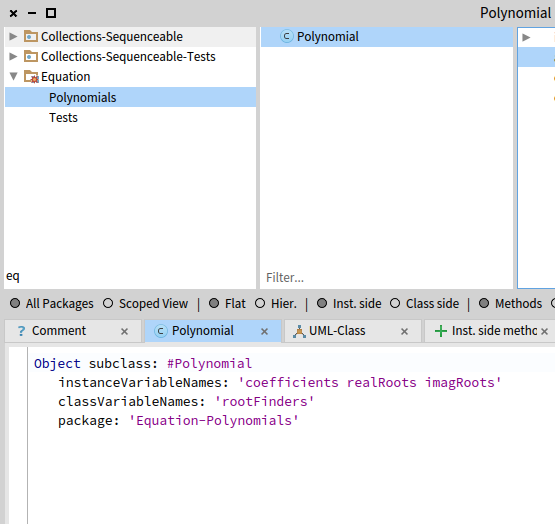 Polynomial
Collections-Sequenceable
Collections-Sequenceable-Tests
Equation
Polynomials
Tests
eq
Polynomial
Filter...
All Packages Scoped View | Flat Hier. | Inst. side Class side | Methods
? Comment × Polynomial × UML-Class × Inst. side metho ×
Object subclass: #Polynomial
instanceVariableNames: 'coefficients realRoots imagRoots'
classVariableNames: 'rootFinders'
package: 'Equation-Polynomials'